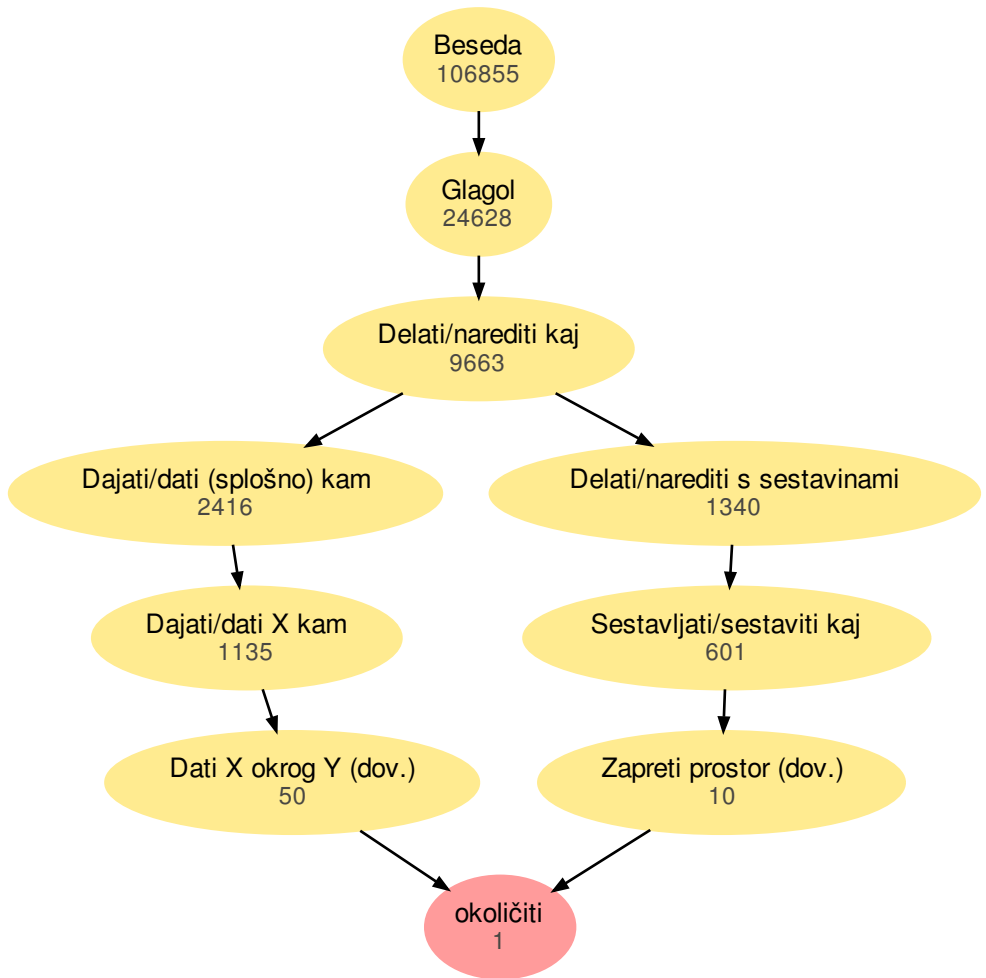 Beseda
106855
Glagol
24628
Delati/narediti kaj
9663
Dajati/dati (splošno) kam
2416
Delati/narediti s sestavinami
1340
Dajati/dati X kam
1135
Sestavljati/sestaviti kaj
601
Dati X okrog Y (dov.)
50
Zapreti prostor (dov.)
10
okoličiti
1